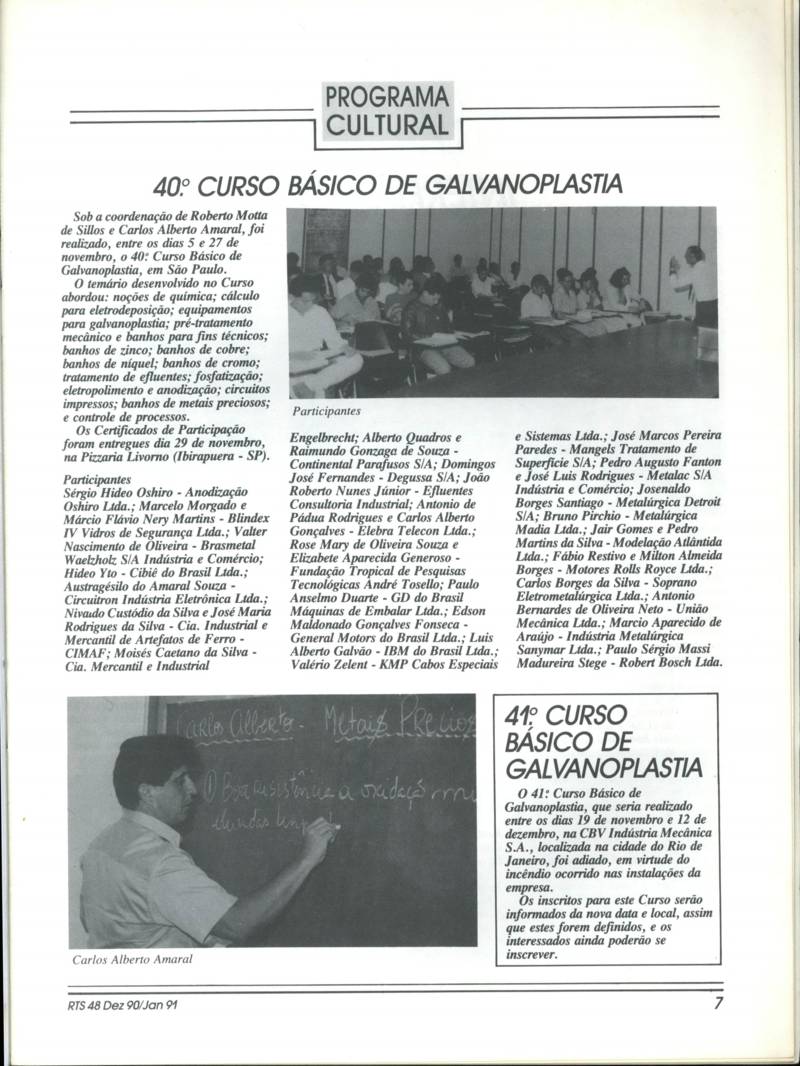 PROGRAMA
CULTURAL
40º CURSO BÁSICO DE GALVANOPLASTIA
Sob a coordenação de Roberto Motta
de Sillos e Carlos Alberto Amaral, foi
realizado, entre os dias 5 e 27 de
novembro, o 40º Curso Básico de
Galvanoplastia, em São Paulo.
O temário desenvolvido no Curso
abordou: noções de química; cálculo
para eletrodeposição; equipamentos
para galvanoplastia; pré-tratamento
mecânico e banhos para fins técnicos;
banhos de zinco; banhos de cobre;
banhos de níquel; banhos de cromo;
tratamento de efluentes; fosfatização;
eletropolimento e anodização; circuitos
impressos; banhos de metais preciosos;
e controle de processos.
Os Certificados de Participação
foram entregues dia 29 de novembro,
na Pizzaria Livorno (Ibirapuera - SP).
Participantes
Sérgio Hideo Oshiro - Anodização
Oshiro Ltda.; Marcelo Morgado e
Márcio Flávio Nery Martins - Blindex
IV Vidros de Segurança Ltda.; Valter
Nascimento de Oliveira - Brasmetal
Waelzholz S/A Indústria e Comércio;
Hideo Yto - Cibié do Brasil Ltda.;
Austragésilo do Amaral Souza -
Circuitron Indústria Eletrônica Ltda.;
Nivado Custódio da Silva e José Maria
Rodrigues da Silva - Cia. Industrial e
Mercantil de Artefatos de Ferro -
CIMAF; Moisés Caetano da Silva -
Cia. Mercantil e Industrial
Participantes
Engelbrecht; Alberto Quadros e
Raimundo Gonzaga de Souza -
Continental Parafusos S/A; Domingos
José Fernandes - Degussa S/A; João
Roberto Nunes Júnior - Efluentes
Consultoria Industrial; Antonio de
Pádua Rodrigues e Carlos Alberto
Gonçalves - Elebra Telecon Ltda.;
Rose Mary de Oliveira Souza e
Elizabete Aparecida Generoso -
Fundação Tropical de Pesquisas
Tecnológicas André Tosello; Paulo
Anselmo Duarte - GD do Brasil
Máquinas de Embalar Ltda.; Edson
Maldonado Gonçalves Fonseca -
General Motors do Brasil Ltda.; Luis
Alberto Galvão - IBM do Brasil Ltda.;
Valério Zelent - KMP Cabos Especiais
e Sistemas Ltda.; José Marcos Pereira
Paredes - Mangels Tratamento de
Superfície S/A; Pedro Augusto Fanton
e José Luis Rodrigues - Metalac S/A
Indústria e Comércio; Josenaldo
Borges Santiago - Metalúrgica Detroit
S/A; Bruno Pirchio - Metalúrgica
Madia Ltda.; Jair Gomes e Pedro
Martins da Silva - Modelação Atlântida
Ltda.; Fábio Restivo e Milton Almeida
Borges - Motores Rolls Royce Ltda.;
Carlos Borges da Silva - Soprano
Eletrometalúrgica Ltda.; Antonio
Bernardes de Oliveira Neto - União
Mecânica Ltda.; Marcio Aparecido de
Araújo - Indústria Metalúrgica
Sanymar Ltda.; Paulo Sérgio Massi
Madureira Stege - Robert Bosch Ltda.
Carlos Alberto - Metais Precios
1) Boa resistência a oxidação
Carlos Alberto Amaral
41º CURSO
BÁSICO DE
GALVANOPLASTIA
O 41º Curso Básico de
Galvanoplastia, que seria realizado
entre os dias 19 de novembro e 12 de
dezembro, na CBV Indústria Mecânica
S.A., localizada na cidade do Rio de
Janeiro, foi adiado, em virtude do
incêndio ocorrido nas instalações da
empresa.
Os inscritos para este Curso serão
informados da nova data e local, assim
que estes forem definidos, e os
interessados ainda poderão se
inscrever.
RTS 48 Dez 90/Jan 91
7